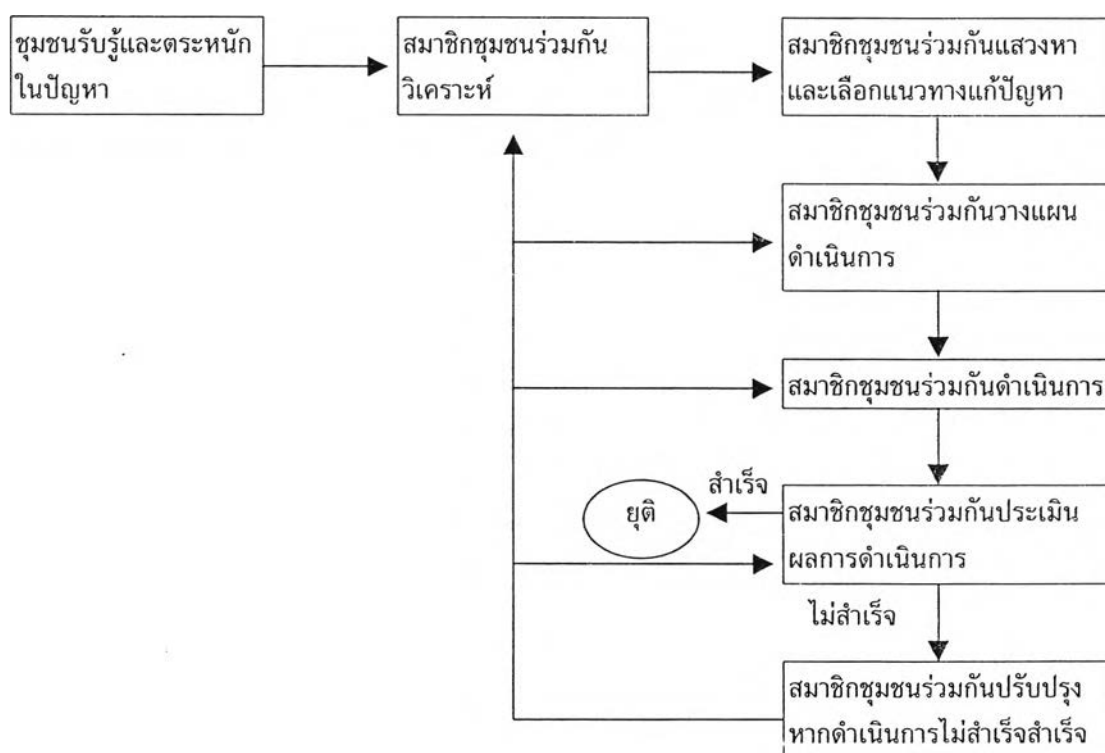 ชุมชนรับรู้และตระหนัก
ในปัญหา
สมาชิกชุมชนร่วมกัน
วิเคราะห์
สมาชิกชุมชนร่วมกันแสวงหา
และเลือกแนวทางแก้ปัญหา
สมาชิกชุมชนร่วมกันวางแผน
ดำเนินการ
สมาชิกชุมชนร่วมกันดำเนินการ
สำเร็จ
ยุติ
สมาชิกชุมชนร่วมกันประเมิน
ผลการดำเนินการ
ไม่สำเร็จ
สมาชิกชุมชนร่วมกันปรับปรุง
หากดำเนินการไม่สำเร็จสำเร็จ